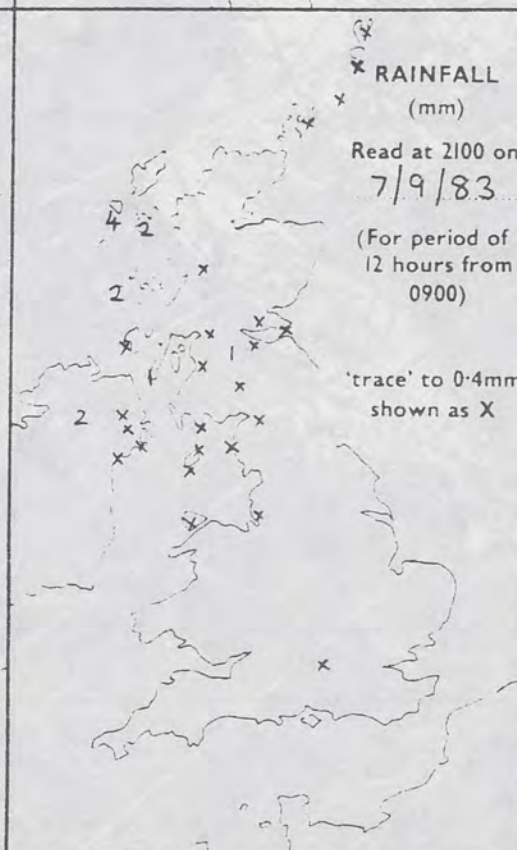 RAINFALL
(mm)
Read at 2100 on
7/9/83
(For period of
12 hours from
0900)
'trace' to 0·4mm
shown as X
x
x
x
x
4 2
x
2
x x
x x x
1
1 x
x
2 x
x x x
x x x
x x
x x
x